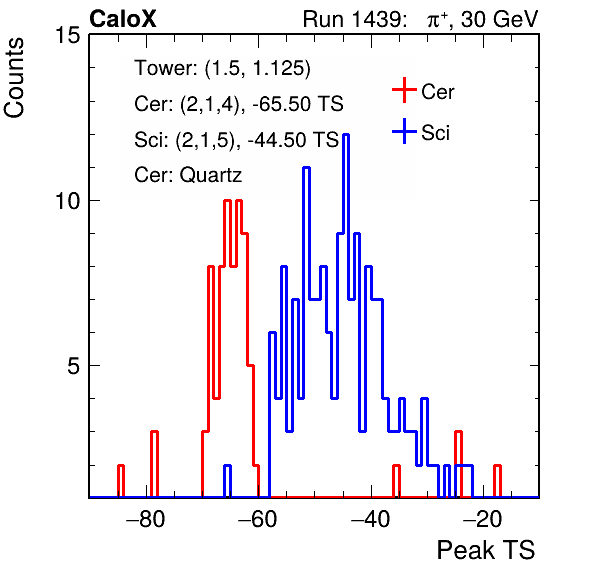 CaloX Run 1439: π⁺, 30 GeV
Counts
15
10
5
Tower: (1.5, 1.125)
Cer: (2,1,4), -65.50 TS
Sci: (2,1,5), -44.50 TS
Cer: Quartz
Cer
Sci
−80 −60 −40 −20
Peak TS